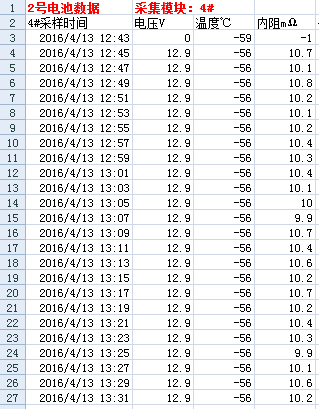 1 2号电池数据 采集模块：4#
2 4#采样时间 电压V 温度℃ 内阻mΩ
3 2016/4/13 12:43 0 -59 -1
4 2016/4/13 12:45 12.9 -56 10.7
5 2016/4/13 12:47 12.9 -56 10.1
6 2016/4/13 12:49 12.9 -56 10.8
7 2016/4/13 12:51 12.9 -56 10.2
8 2016/4/13 12:53 12.9 -56 10.1
9 2016/4/13 12:55 12.9 -56 10.2
10 2016/4/13 12:57 12.9 -56 10.4
11 2016/4/13 12:59 12.9 -56 10.3
12 2016/4/13 13:01 12.9 -56 10.4
13 2016/4/13 13:03 12.9 -56 10.1
14 2016/4/13 13:05 12.9 -56 10
15 2016/4/13 13:07 12.9 -56 9.9
16 2016/4/13 13:09 12.9 -56 10.7
17 2016/4/13 13:11 12.9 -56 10.4
18 2016/4/13 13:13 12.9 -56 10.6
19 2016/4/13 13:15 12.9 -56 10.2
20 2016/4/13 13:17 12.9 -56 10.7
21 2016/4/13 13:19 12.9 -56 10.2
22 2016/4/13 13:21 12.9 -56 10.4
23 2016/4/13 13:23 12.9 -56 10.3
24 2016/4/13 13:25 12.9 -56 9.9
25 2016/4/13 13:27 12.9 -56 10.1
26 2016/4/13 13:29 12.9 -56 10.6
27 2016/4/13 13:31 12.9 -56 10.2